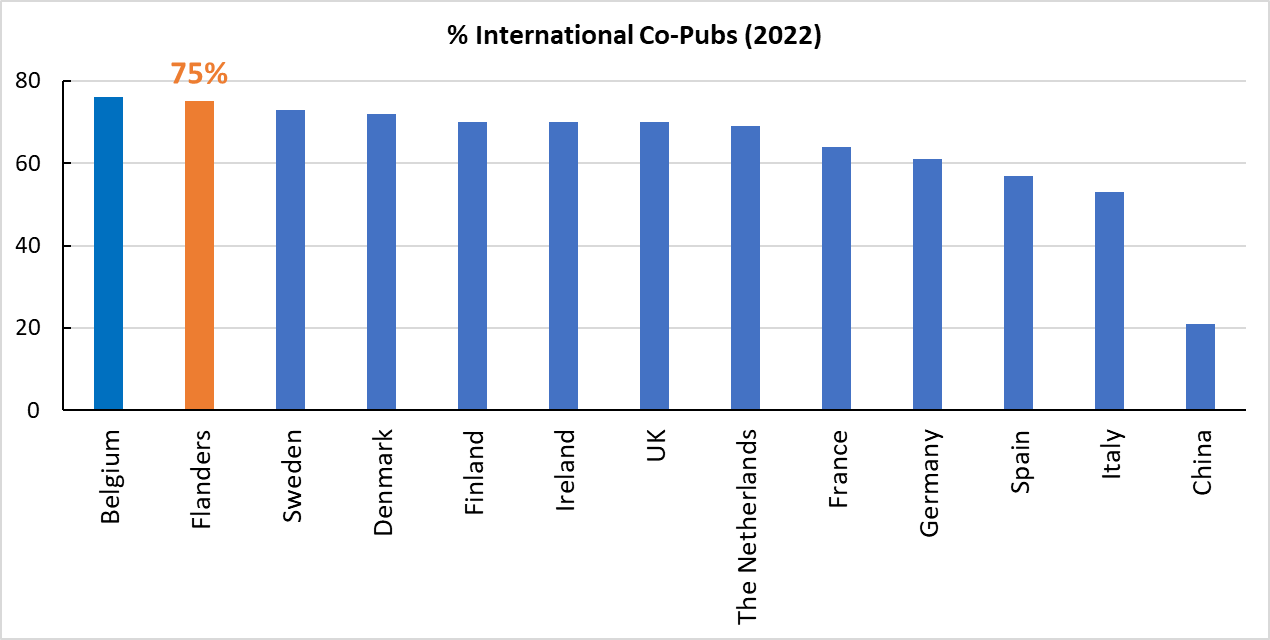 % International Co-Pubs (2022)
75%
80
60
40
20
0
Belgium
Flanders
Sweden
Denmark
Finland
Ireland
UK
The Netherlands
France
Germany
Spain
Italy
China